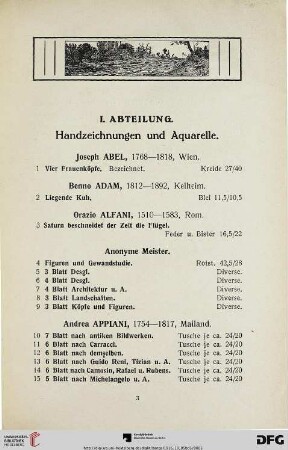 I. ABTEILUNG.
Handzeichnungen und Aquarelle.
Joseph ABEL, 1768—1818, Wien.
1 Vier Frauenköpfe. Bezeichnet. Kreide 27/40
Benno ADAM, 1812—1892, Kelheim.
2 Liegende Kuh. Blei 11,5/19,5
Orazio ALFANI, 1510—1583, Rom.
3 Saturn beschneidet der Zeit die Flügel.
Feder u. Bister 16,5/22
Anonyme Meister.
4 Figuren und Gewandstudie. Rotst. 42,5/28
5 3 Blatt Desgl. Diverse.
6 4 Blatt Desgl. Diverse.
7 4 Blatt Architektur u. A. Diverse.
8 3 Blatt Landschaften. Diverse.
9 3 Blatt Köpfe und Figuren. Diverse.
Andrea APPIANI, 1754—1817, Mailand.
10 7 Blatt nach antiken Bildwerken. Tusche je ca. 24/20
11 6 Blatt nach Carracci. Tusche je ca. 24/20
12 6 Blatt nach demselben. Tusche je ca. 24/20
13 6 Blatt nach Guido Reni, Tizian u. A. Tusche je ca. 24/20
14 6 Blatt nach Camosin, Rafael u. Rubens. Tusche je ca. 24/20
15 5 Blatt nach Michelangelo u. A. Tusche je ca. 24/20
3
UNIVERSITÄTS-
BIBLIOTHEK
HEIDELBERG
DFG